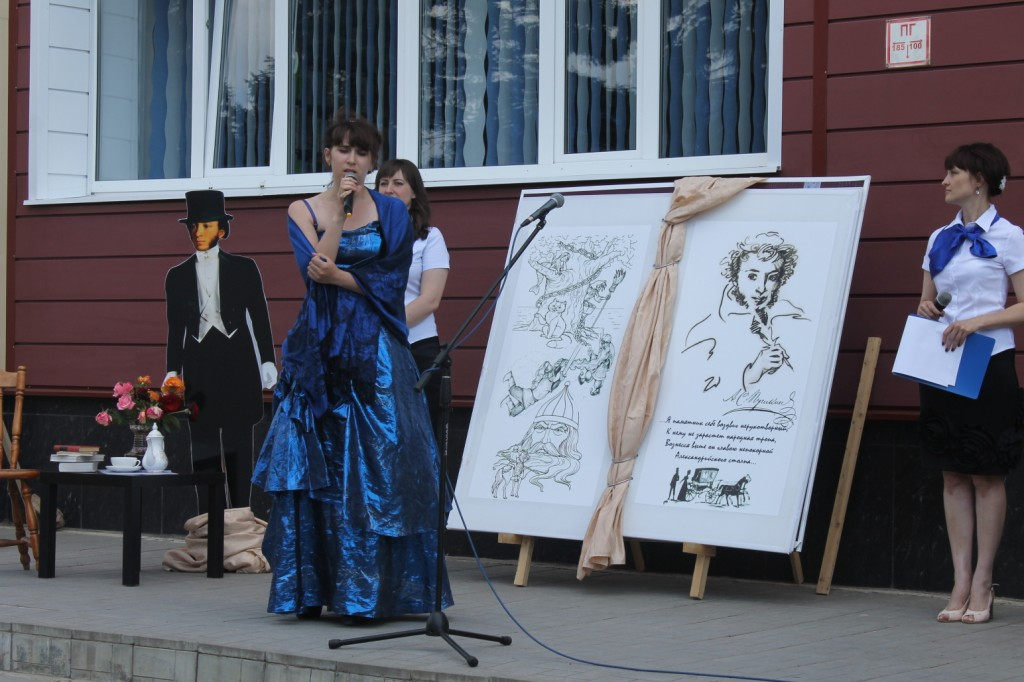 ПГ
А.С.Пушкин
...Я памятник себе воздвиг нерукотворный,
К нему не зарастет народная тропа,
Вознесся выше он главою непокорной
Александрийского столпа...